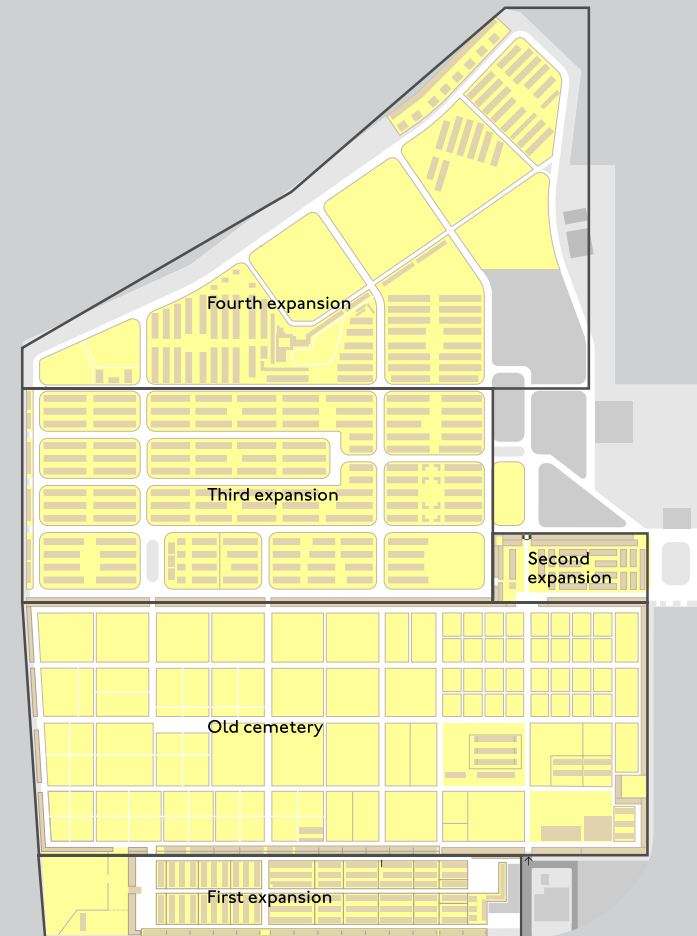 Fourth expansion
Third expansion
Second
expansion
Old cemetery
First expansion